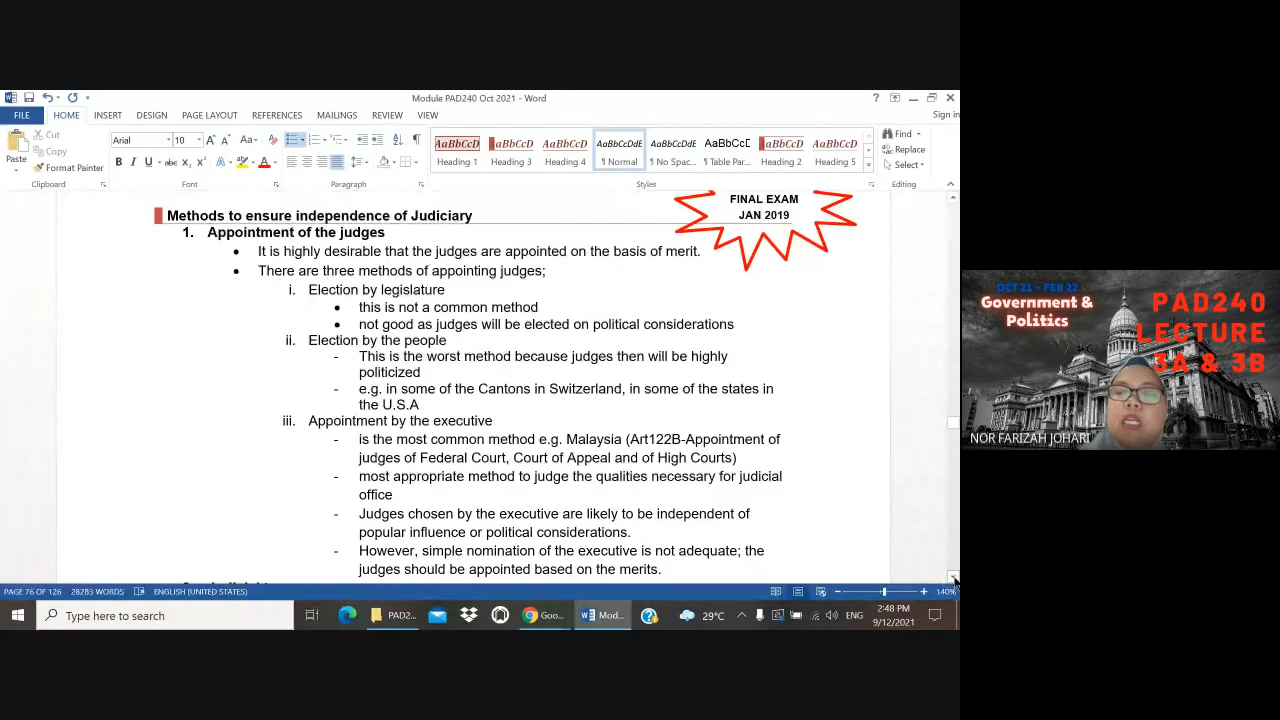 Module PAD240 Oct 2021 - Word
Sign in
FILE HOME INSERT DESIGN PAGE LAYOUT REFERENCES MAILINGS REVIEW VIEW
Paste
Cut
Copy
Format Painter
Clipboard
Arial 10
Font
Paragraph
AaBbCcD AaBbCcD AaBbCcD AaBbCcDdE AaBbCcDdE AaBbCcF AaBbCcD AaBbCcD
Heading 1 Heading 3 Heading 4 ¶ Normal ¶ No Spac... ¶ Table Par... Heading 2 Heading 5
Styles
Find
Replace
Select
Editing
FINAL EXAM
JAN 2019
Methods to ensure independence of Judiciary
1. Appointment of the judges
• It is highly desirable that the judges are appointed on the basis of merit.
• There are three methods of appointing judges;
i. Election by legislature
• this is not a common method
• not good as judges will be elected on political considerations
ii. Election by the people
- This is the worst method because judges then will be highly
politicized
- e.g. in some of the Cantons in Switzerland, in some of the states in
the U.S.A
iii. Appointment by the executive
- is the most common method e.g. Malaysia (Art122B-Appointment of
judges of Federal Court, Court of Appeal and of High Courts)
- most appropriate method to judge the qualities necessary for judicial
office
- Judges chosen by the executive are likely to be independent of
popular influence or political considerations.
- However, simple nomination of the executive is not adequate; the
judges should be appointed based on the merits.
PAGE 76 OF 126 28283 WORDS ENGLISH (UNITED STATES)
140%
Type here to search
PAD2...
Goo...
Mod...
29°C
ENG
2:48 PM
9/12/2021
OCT 21 - FEB 22
Government &
Politics
PAD240
LECTURE
3A & 3B
NOR FARIZAH JOHARI